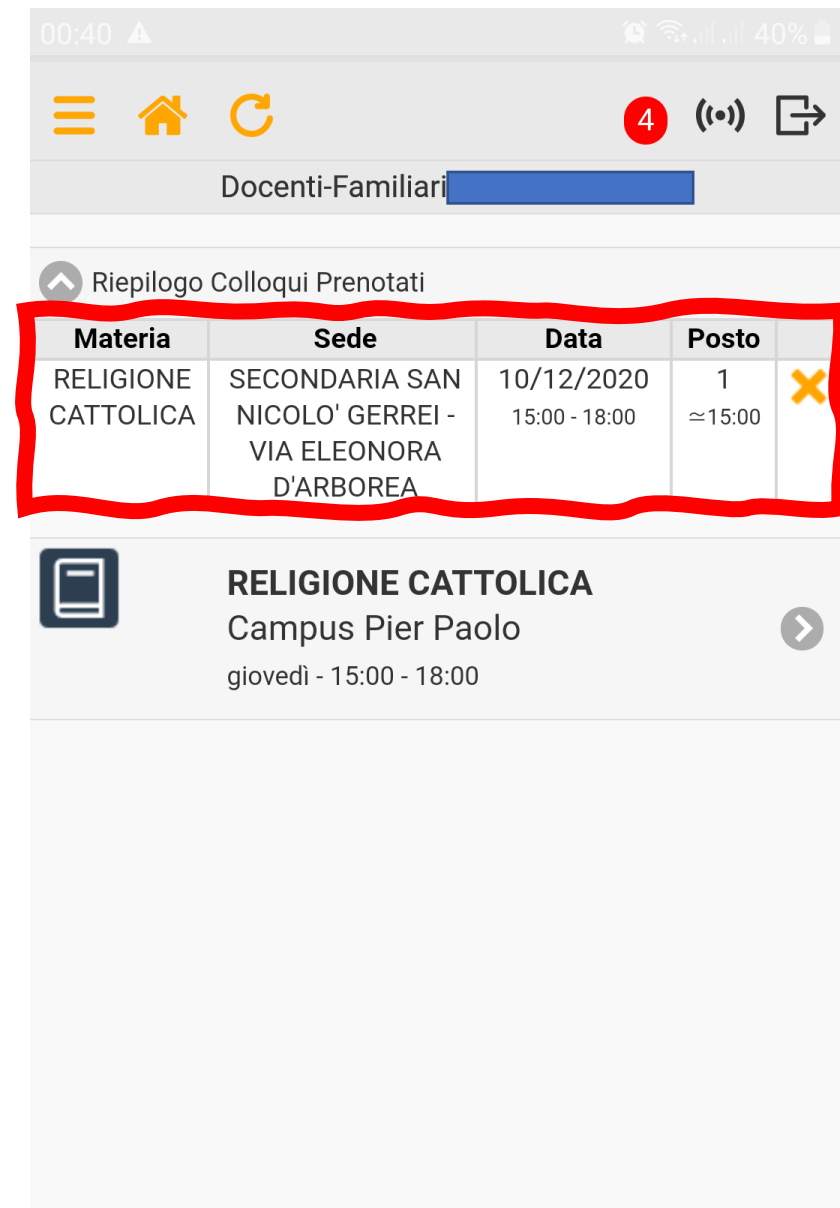 00:40 40%
4
Docenti-Familiari
Riepilogo Colloqui Prenotati
Materia Sede Data Posto
RELIGIONE SECONDARIA SAN 10/12/2020 1
CATTOLICA NICOLO' GERREI - 15:00 - 18:00 ≃15:00
VIA ELEONORA
D'ARBOREA
RELIGIONE CATTOLICA
Campus Pier Paolo
giovedì - 15:00 - 18:00